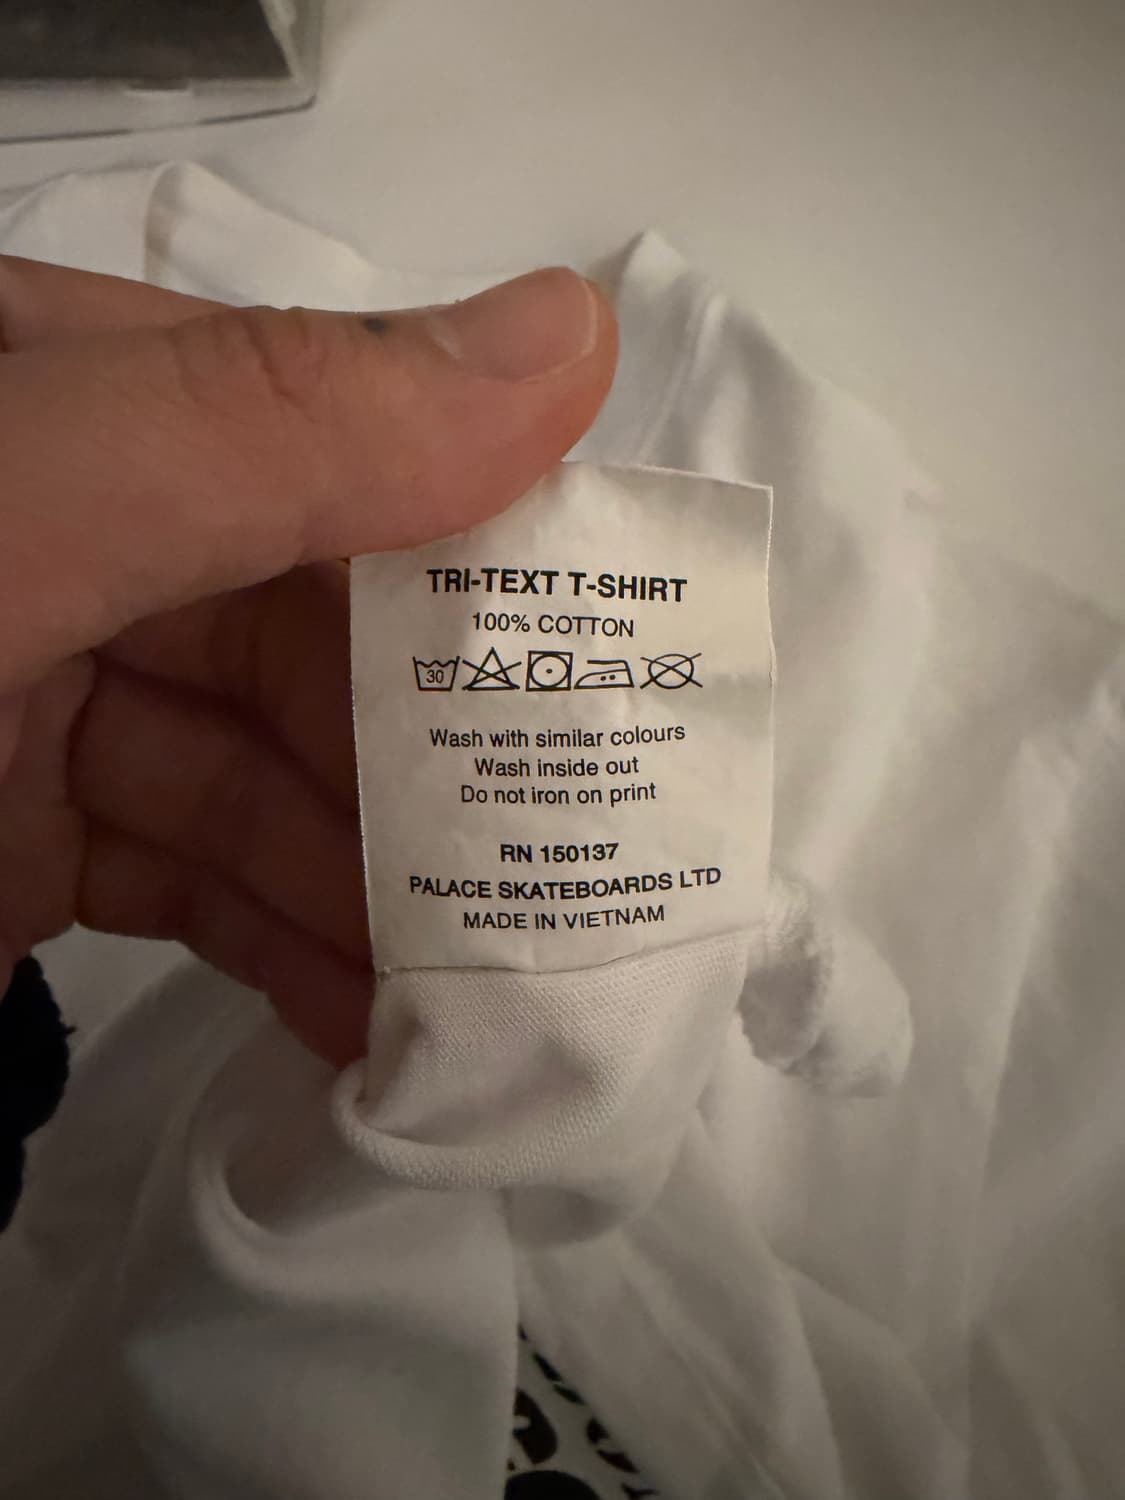 TRI-TEXT T-SHIRT
100% COTTON
30
Wash with similar colours
Wash inside out
Do not iron on print
RN 150137
PALACE SKATEBOARDS LTD
MADE IN VIETNAM